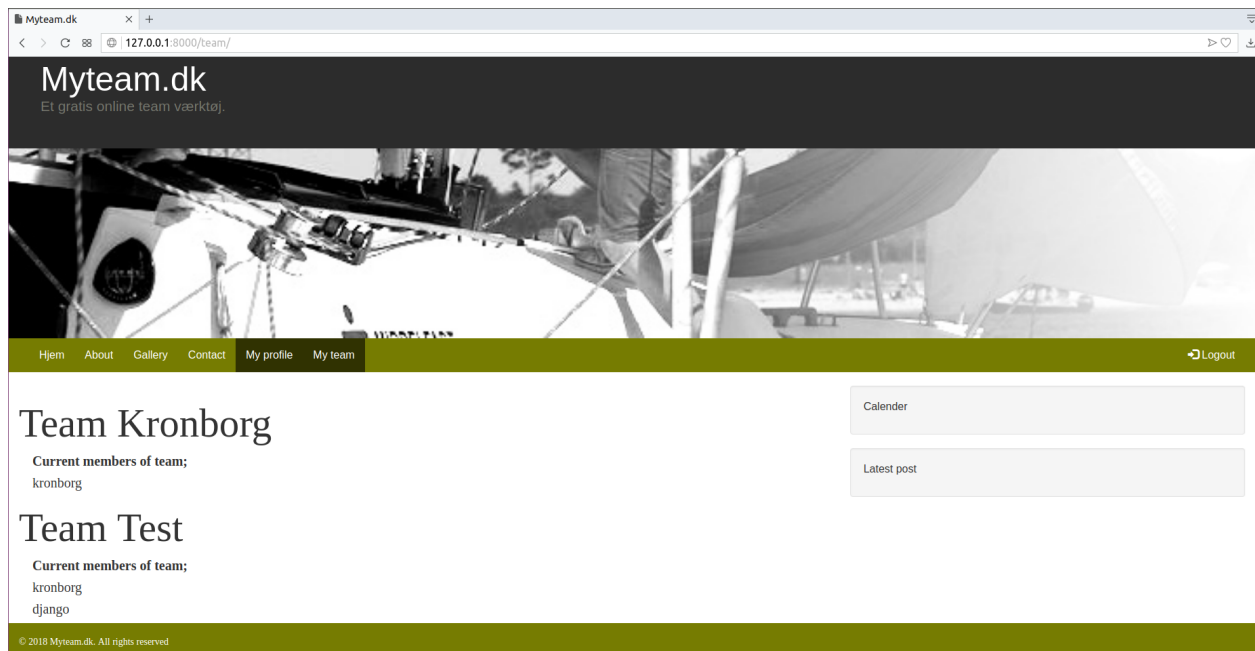 Myteam.dk
127.0.0.1:8000/team/
Myteam.dk
Et gratis online team værktøj.
Hjem About Gallery Contact My profile My team Logout
Team Kronborg
Current members of team;
kronborg
Team Test
Current members of team;
kronborg
django
Calender
Latest post
© 2018 Myteam.dk. All rights reserved